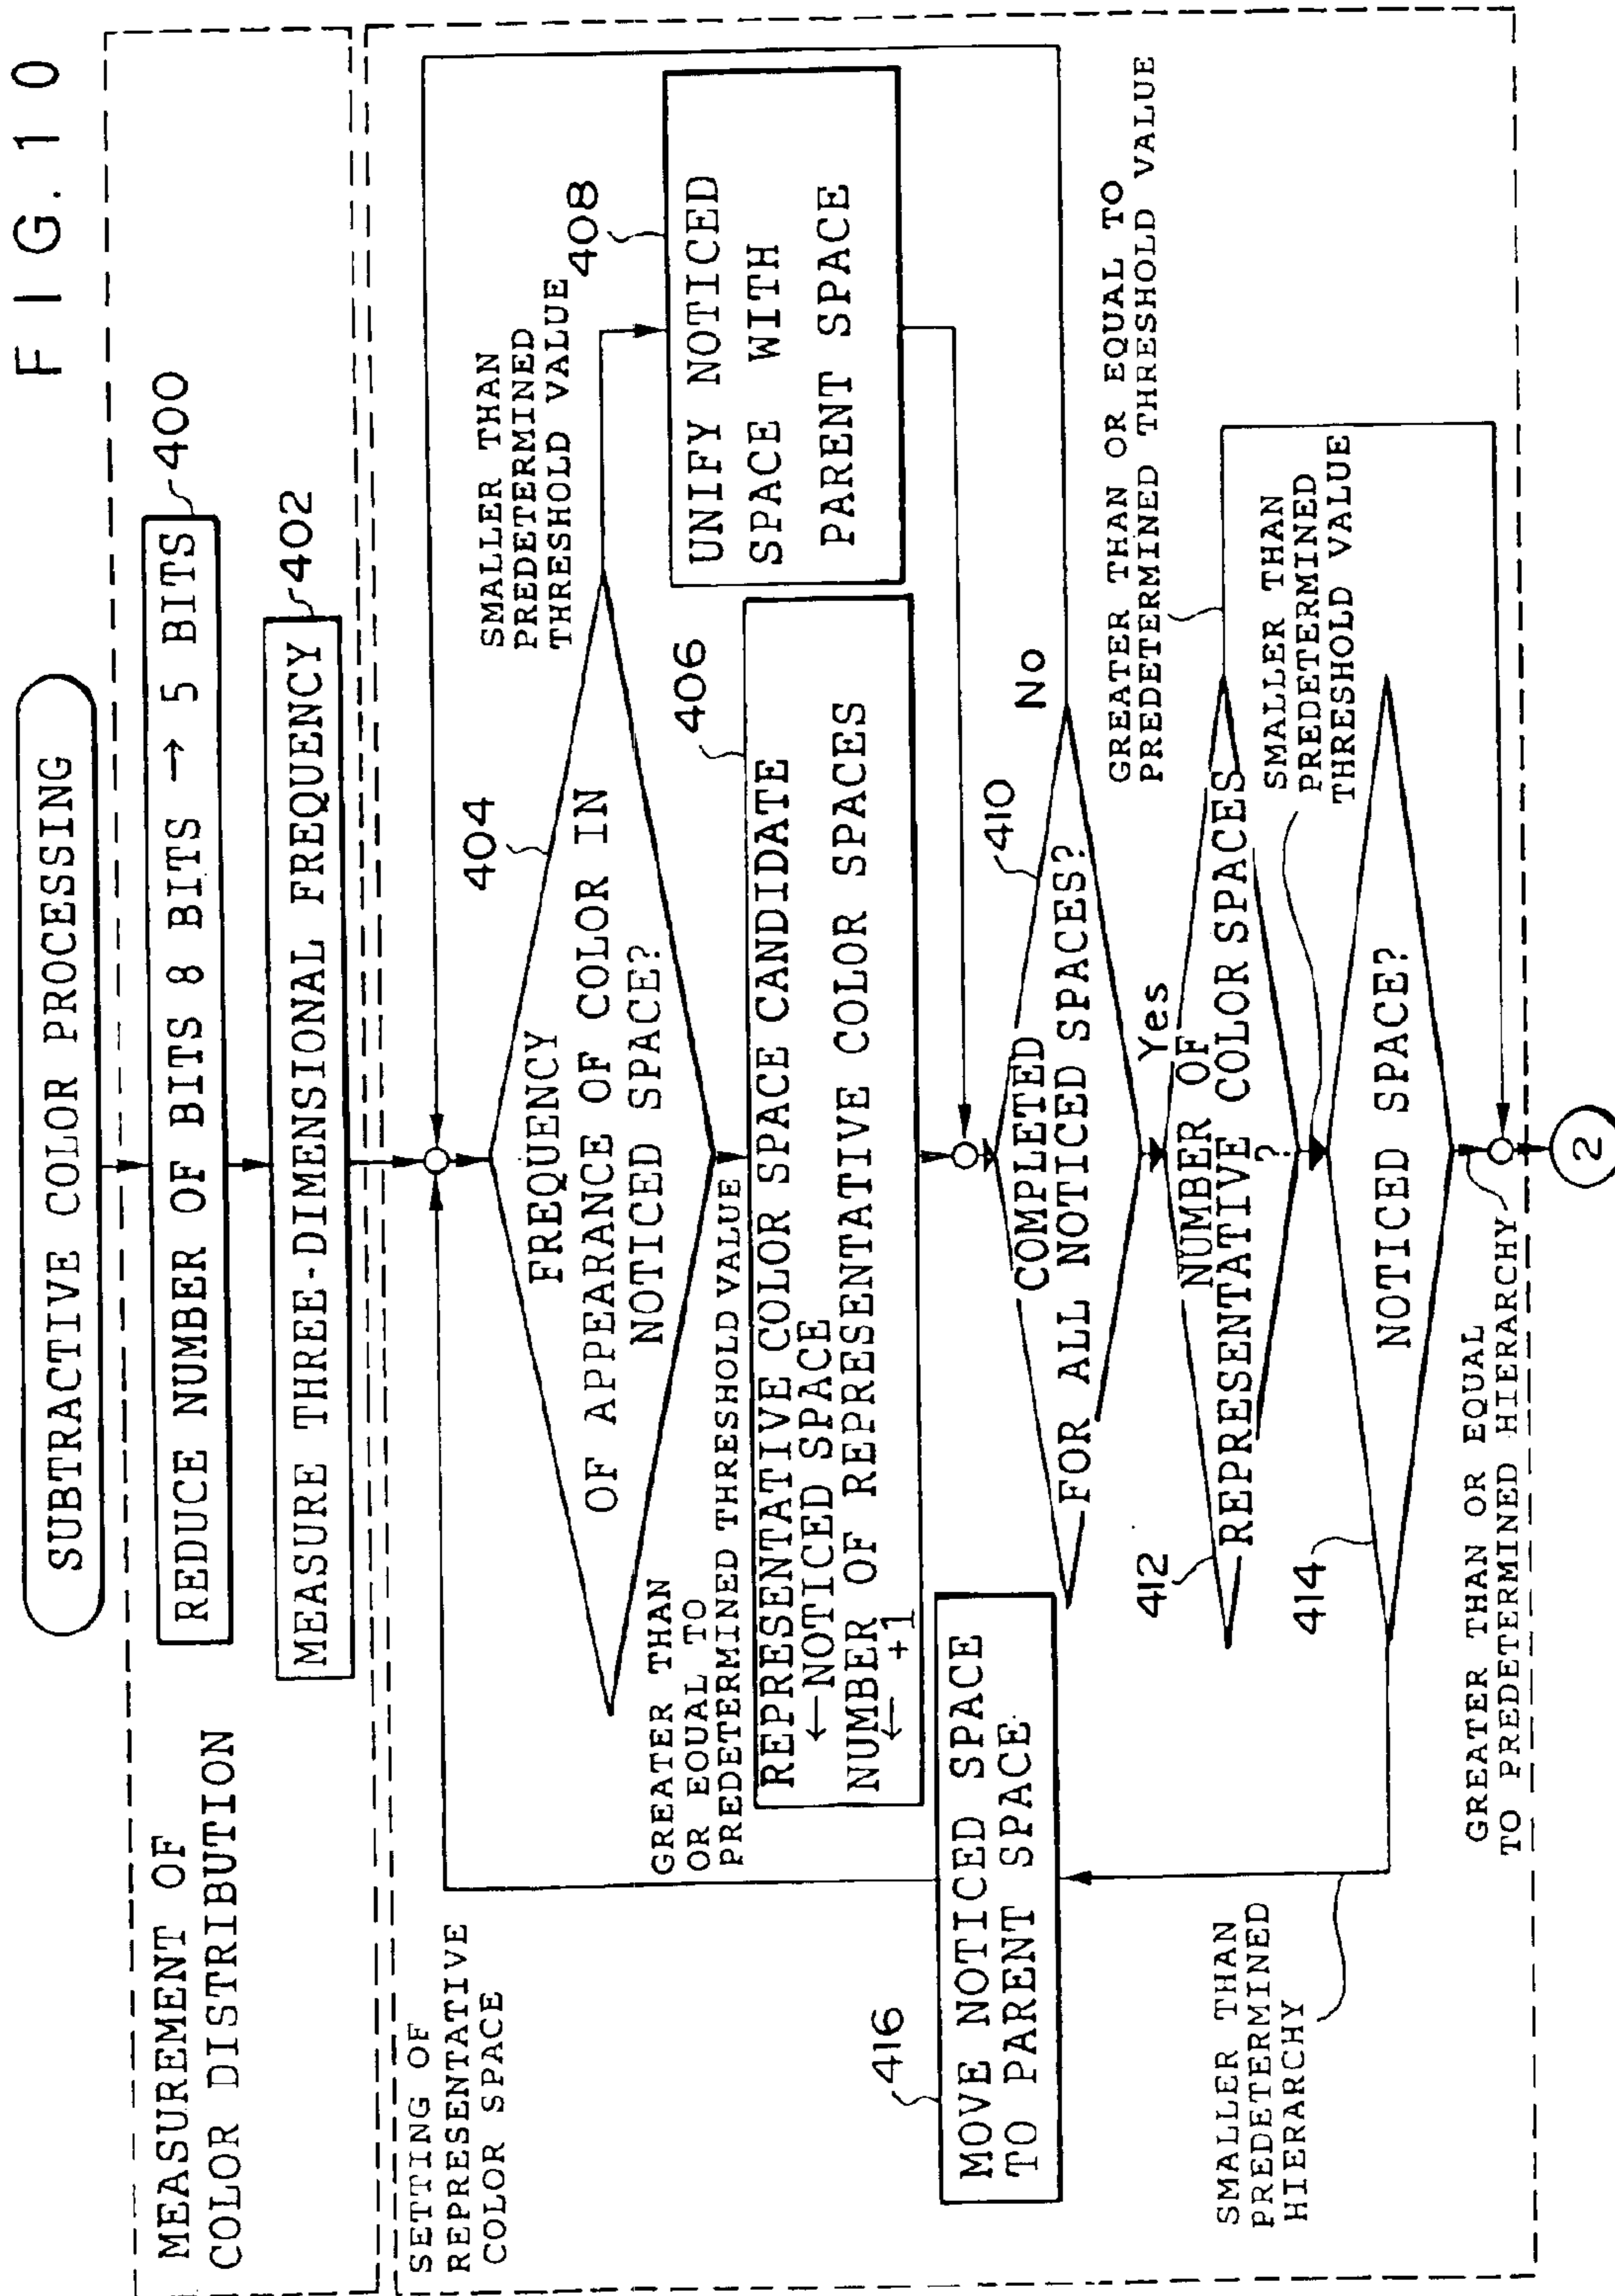 FIG. 10
SUBTRACTIVE COLOR PROCESSING
MEASUREMENT OF
COLOR DISTRIBUTION
REDUCE NUMBER OF BITS 8 BITS → 5 BITS
400
MEASURE THREE-DIMENSIONAL FREQUENCY
402
SETTING OF
REPRESENTATIVE
COLOR SPACE
404
FREQUENCY
OF APPEARANCE OF COLOR IN
NOTICED SPACE?
SMALLER THAN
PREDETERMINED
THRESHOLD VALUE
408
UNIFY NOTICED
SPACE WITH
PARENT SPACE
GREATER THAN
OR EQUAL TO
PREDETERMINED THRESHOLD VALUE
406
REPRESENTATIVE COLOR SPACE CANDIDATE
←NOTICED SPACE
NUMBER OF REPRESENTATIVE COLOR SPACES
← +1
410
COMPLETED
FOR ALL NOTICED SPACES?
No
Yes
416
MOVE NOTICED SPACE
TO PARENT SPACE
412
NUMBER OF
REPRESENTATIVE COLOR SPACES
?
GREATER THAN OR EQUAL TO
PREDETERMINED THRESHOLD VALUE
SMALLER THAN
PREDETERMINED
THRESHOLD VALUE
414
NOTICED SPACE?
SMALLER THAN
PREDETERMINED
HIERARCHY
GREATER THAN OR EQUAL
TO PREDETERMINED HIERARCHY
2